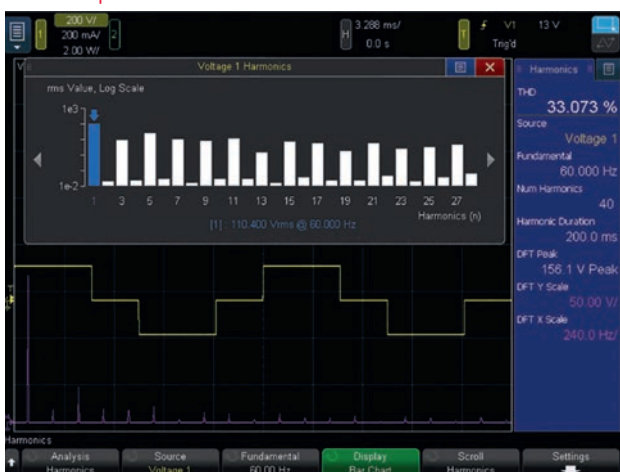 200 V/
1
200 mA/
2
2.00 W/
H
3.288 ms/
0.0 s
T
V1
13 V
Trig'd
Voltage 1 Harmonics
rms Value, Log Scale
1e3
1e-2
1 3 5 7 9 11 13 15 17 19 21 23 25 27
Harmonics (n)
[1] : 110.400 Vrms @ 60.000 Hz
Harmonics
THD
33.073 %
Source
Voltage 1
Fundamental
60.000 Hz
Num Harmonics
40
Harmonic Duration
200.0 ms
DFT Peak
156.1 V Peak
DFT Y Scale
50.00 V/
DFT X Scale
240.0 Hz/
Harmonics
Analysis
Harmonics
Source
Voltage 1
Fundamental
60.00 Hz
Display
Bar Chart
Scroll
Harmonics
Settings